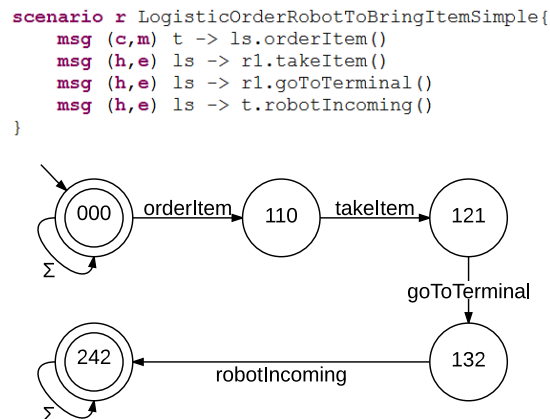 scenario r LogisticOrderRobotToBringItemSimple{
msg (c,m) t -> ls.orderItem()
msg (h,e) ls -> r1.takeItem()
msg (h,e) ls -> r1.goToTerminal()
msg (h,e) ls -> t.robotIncoming()
}
000
orderItem
110
takeItem
121
Σ
goToTerminal
242
robotIncoming
132
Σ